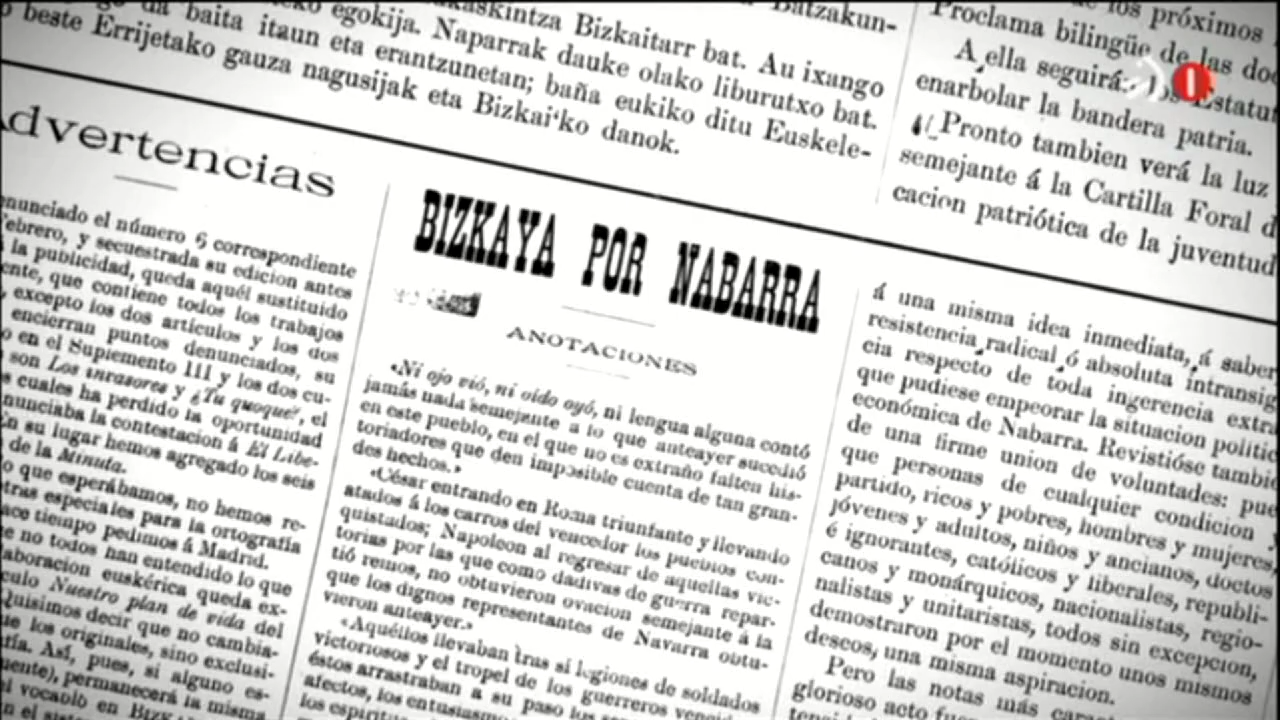 da baita itaun eta erantzunetan; baña eukiko ditu Euskele-
beste Errijetako gauza nagusijak eta Bizkai'ko danok.
egokija. Naparrak dauke olako liburutxo bat.
Bizkaitarr bat. Au ixango
Batzakun-
los próximos
Proclama bilingüe de las
A ella seguirá
enarbolar la bandera patria.
Pronto tambien verá la luz
semejante á la Cartilla Foral
cacion patriótica de la juventud
Advertencias
enunciado el número 6 correspondiente
ebrero, y secuestrada su edicion antes
la publicidad, queda aquél sustituido
que contiene todos los trabajos
excepto los dos artículos y los dos
encierran puntos denunciados, su
en el Suplemento III y los dos cu-
son Los invasores y ¿Tu quoque?, el
cuales ha perdido la oportunidad
nunciaba la contestación á El Libe-
En su lugar hemos agregado los seis
de la Minuta.
o que esperábamos, no hemos re-
tras especiales para la ortografía
ace tiempo pedimos á Madrid.
no todos han entendido lo que
laboracion euskérica queda ex-
culo Nuestro plan de vida del
Quisimos decir que no cambia-
los originales, sino exclusi-
Así, pues, si alguno es-
permanecerá la misma
vocablo en
BIZKAYA POR NABARRA
ANOTACIONES
«Ni ojo vió, ni oido oyó, ni lengua alguna contó
jamás nada semejante a lo que anteayer sucedió
en este pueblo, en el que no es extraño falten his-
toriadores que den imposible cuenta de tan gran-
des hechos.»
«César entrando en Roma triunfante y llevando
atados á los carros del vencedor los pueblos con-
quistados; Napoleon al regresar de aquellas vic-
torias por las que como dadivas de guerra repar-
tió reinos, no obtuvieron ovacion semejante á la
que los dignos representantes de Navarra obtu-
vieron anteayer.»
«Aquéllos llevaban tras sí legiones de soldados
victoriosos y el tropel de los guerreros
éstos arrastraban a su paso los
afectos, los
á una misma idea inmediata, á saber
resistencia radical ó absoluta
cia respecto de toda ingerencia
que pudiese empeorar la situacion
económica de Nabarra. Revistióse
de una firme union de voluntades:
que personas de cualquier condicion
partido, ricos y pobres, hombres y mujeres,
jóvenes y adultos, niños y ancianos, doctos
é ignorantes, católicos y liberales, republi-
canos y monárquicos, nacionalistas, regio-
nalistas y unitaristas, todos sin excepcion,
demostraron por el momento unos mismos
deseos, una misma aspiracion.
Pero las notas más
glorioso acto